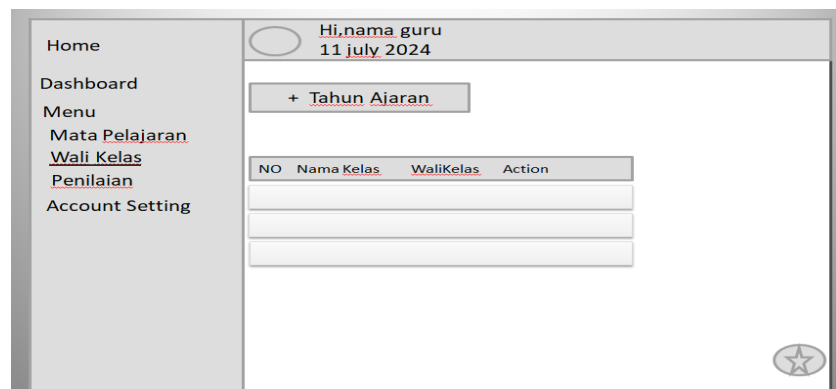 Home
Dashboard
Menu
Mata Pelajaran
Wali Kelas
Penilaian
Account Setting
Hi,nama guru
11 july 2024
+ Tahun Ajaran
NO Nama Kelas WaliKelas Action